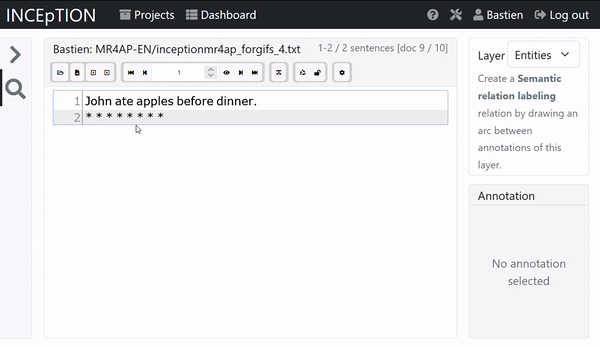 INCEpTION Projects Dashboard Bastien Log out
Bastien: MR4AP-EN/inceptionmr4ap_forgifs_4.txt 1-2 / 2 sentences [doc 9 / 10]
1
1 John ate apples before dinner.
2 * * * * * * * *
Layer Entities
Create a Semantic
relation labeling
relation by drawing an
arc between
annotations of this
layer.
Annotation
No annotation
selected